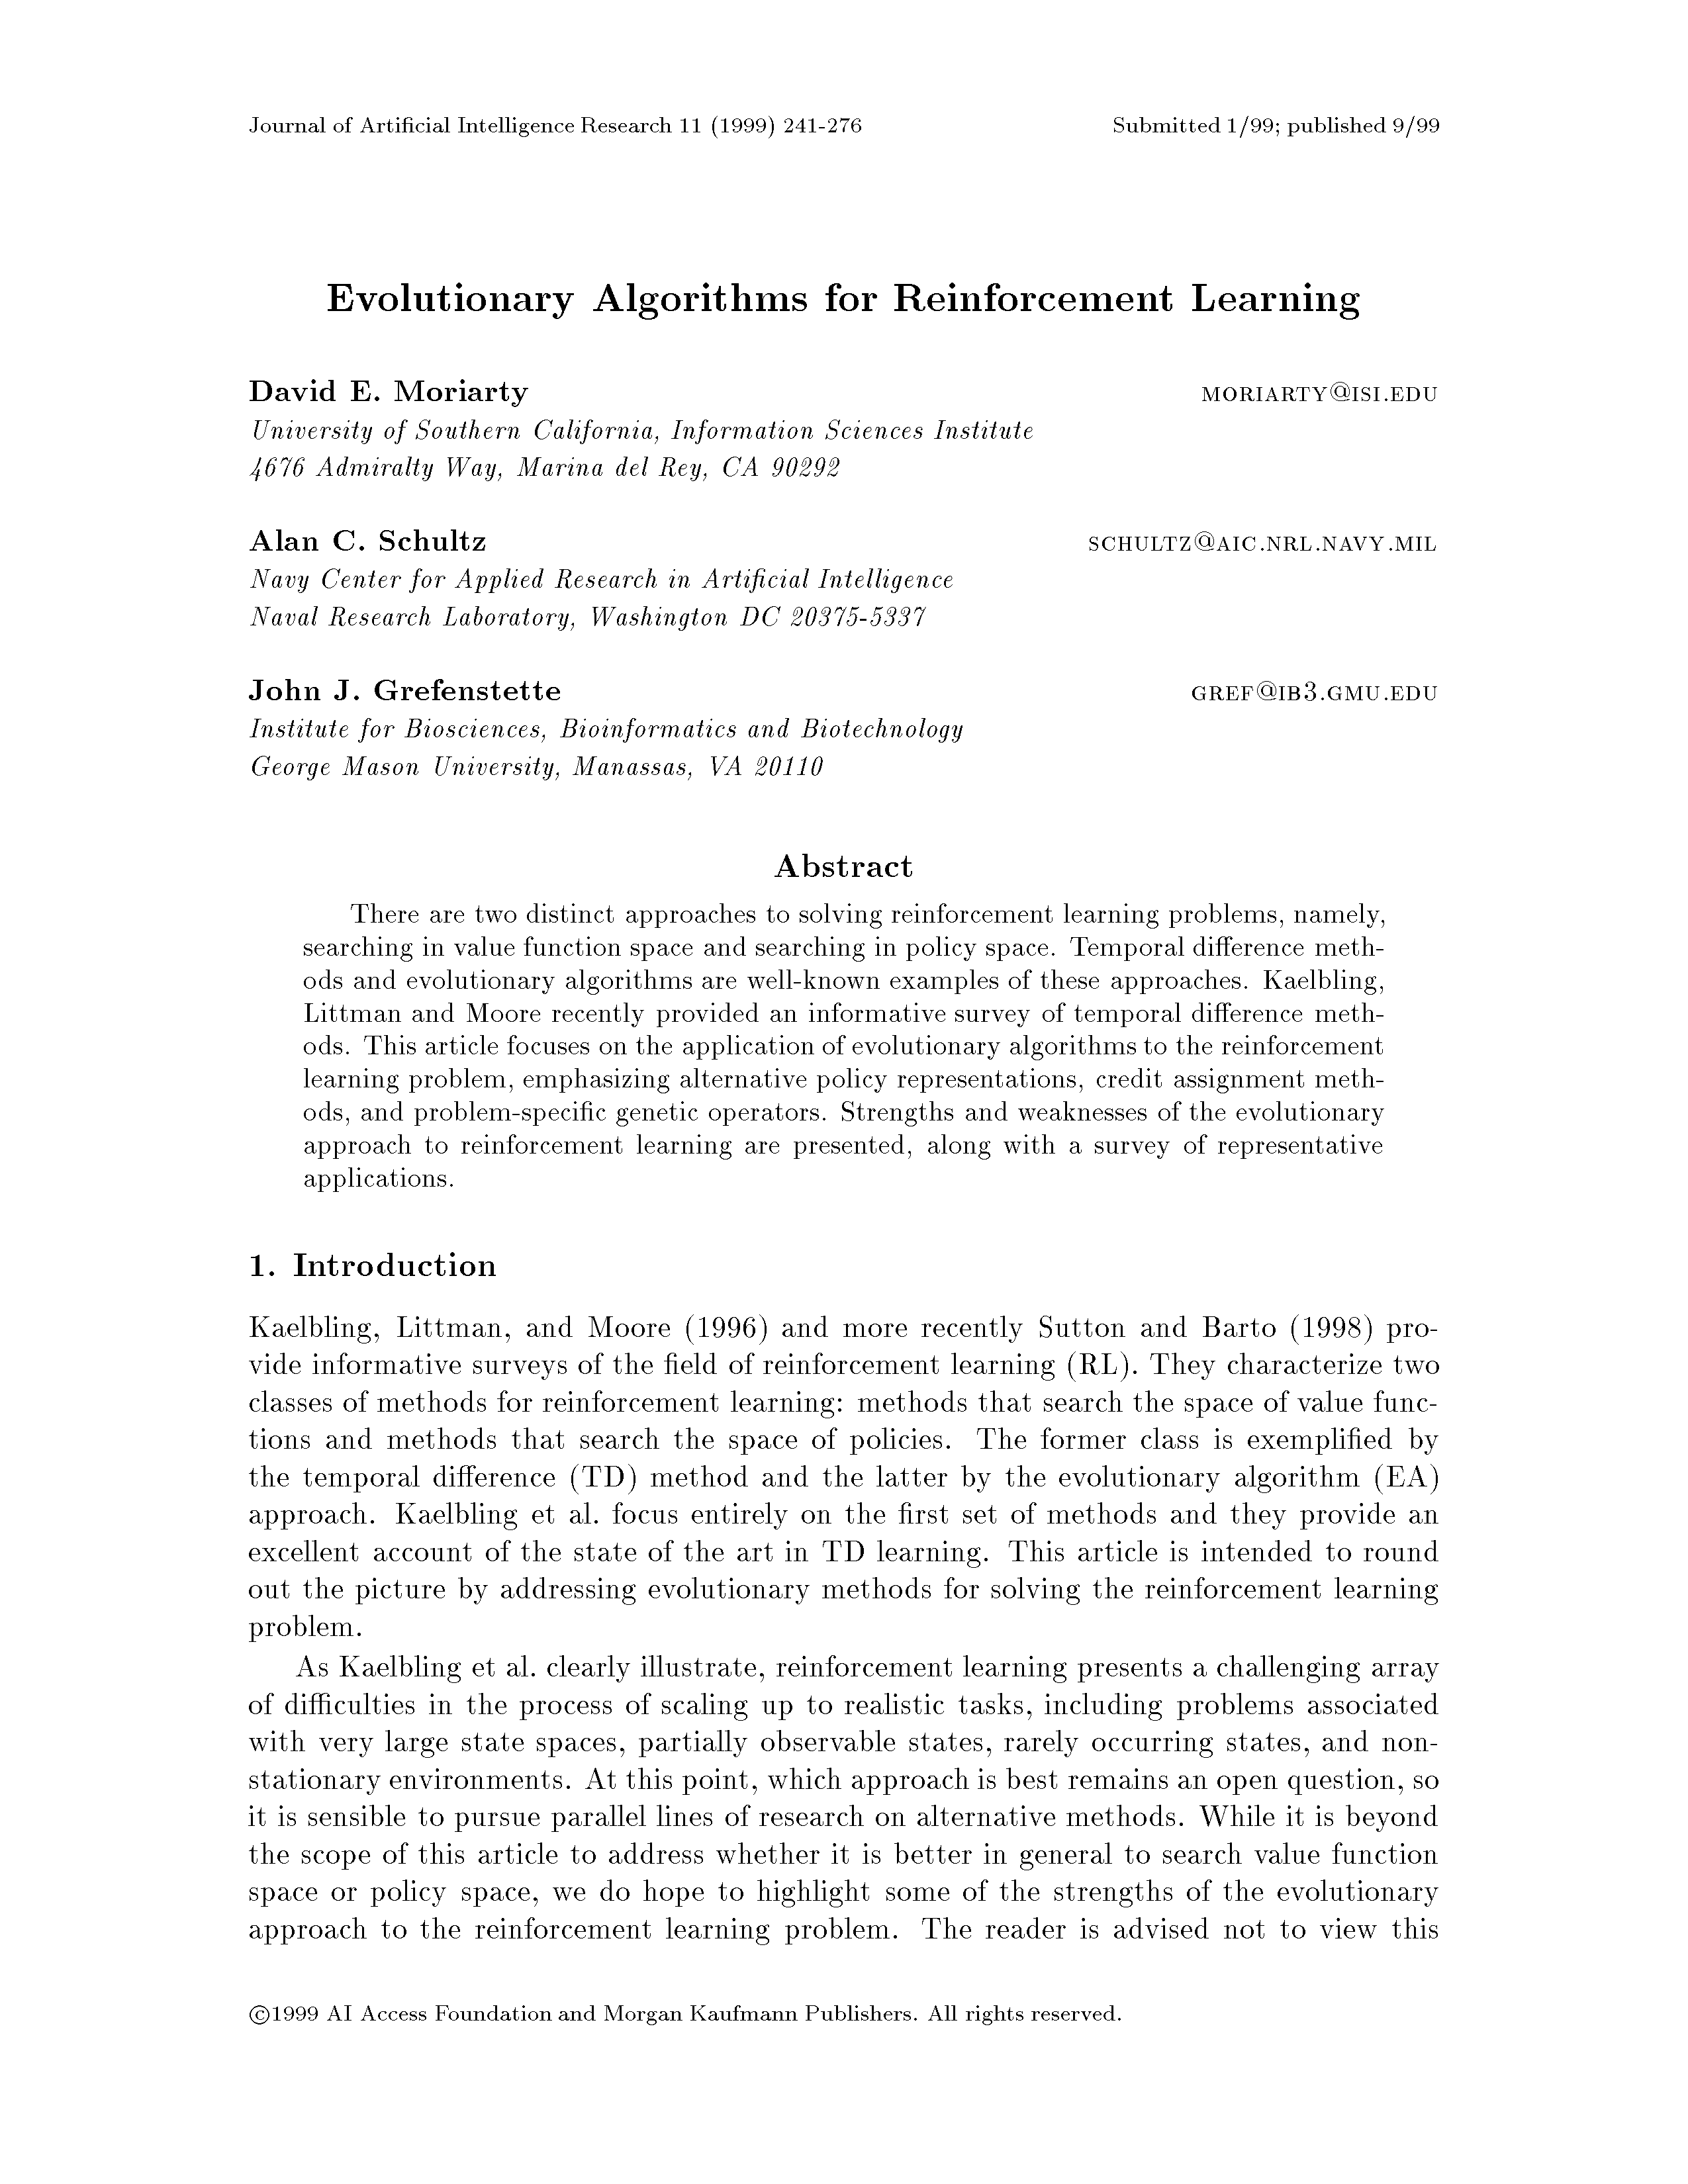 Journal of Artificial Intelligence Research 11 (1999) 241-276 Submitted 1/99; published 9/99
Evolutionary Algorithms for Reinforcement Learning
David E. Moriarty MORIARTY@ISI.EDU
University of Southern California, Information Sciences Institute
4676 Admiralty Way, Marina del Rey, CA 90292
Alan C. Schultz SCHULTZ@AIC.NRL.NAVY.MIL
Navy Center for Applied Research in Artificial Intelligence
Naval Research Laboratory, Washington DC 20375-5337
John J. Grefenstette GREF@IB3.GMU.EDU
Institute for Biosciences, Bioinformatics and Biotechnology
George Mason University, Manassas, VA 20110
Abstract
There are two distinct approaches to solving reinforcement learning problems, namely,
searching in value function space and searching in policy space. Temporal difference meth-
ods and evolutionary algorithms are well-known examples of these approaches. Kaelbling,
Littman and Moore recently provided an informative survey of temporal difference meth-
ods. This article focuses on the application of evolutionary algorithms to the reinforcement
learning problem, emphasizing alternative policy representations, credit assignment meth-
ods, and problem-specific genetic operators. Strengths and weaknesses of the evolutionary
approach to reinforcement learning are presented, along with a survey of representative
applications.
1. Introduction
Kaelbling, Littman, and Moore (1996) and more recently Sutton and Barto (1998) pro-
vide informative surveys of the field of reinforcement learning (RL). They characterize two
classes of methods for reinforcement learning: methods that search the space of value func-
tions and methods that search the space of policies. The former class is exemplified by
the temporal difference (TD) method and the latter by the evolutionary algorithm (EA)
approach. Kaelbling et al. focus entirely on the first set of methods and they provide an
excellent account of the state of the art in TD learning. This article is intended to round
out the picture by addressing evolutionary methods for solving the reinforcement learning
problem.
As Kaelbling et al. clearly illustrate, reinforcement learning presents a challenging array
of difficulties in the process of scaling up to realistic tasks, including problems associated
with very large state spaces, partially observable states, rarely occurring states, and non-
stationary environments. At this point, which approach is best remains an open question, so
it is sensible to pursue parallel lines of research on alternative methods. While it is beyond
the scope of this article to address whether it is better in general to search value function
space or policy space, we do hope to highlight some of the strengths of the evolutionary
approach to the reinforcement learning problem. The reader is advised not to view this
©1999 AI Access Foundation and Morgan Kaufmann Publishers. All rights reserved.